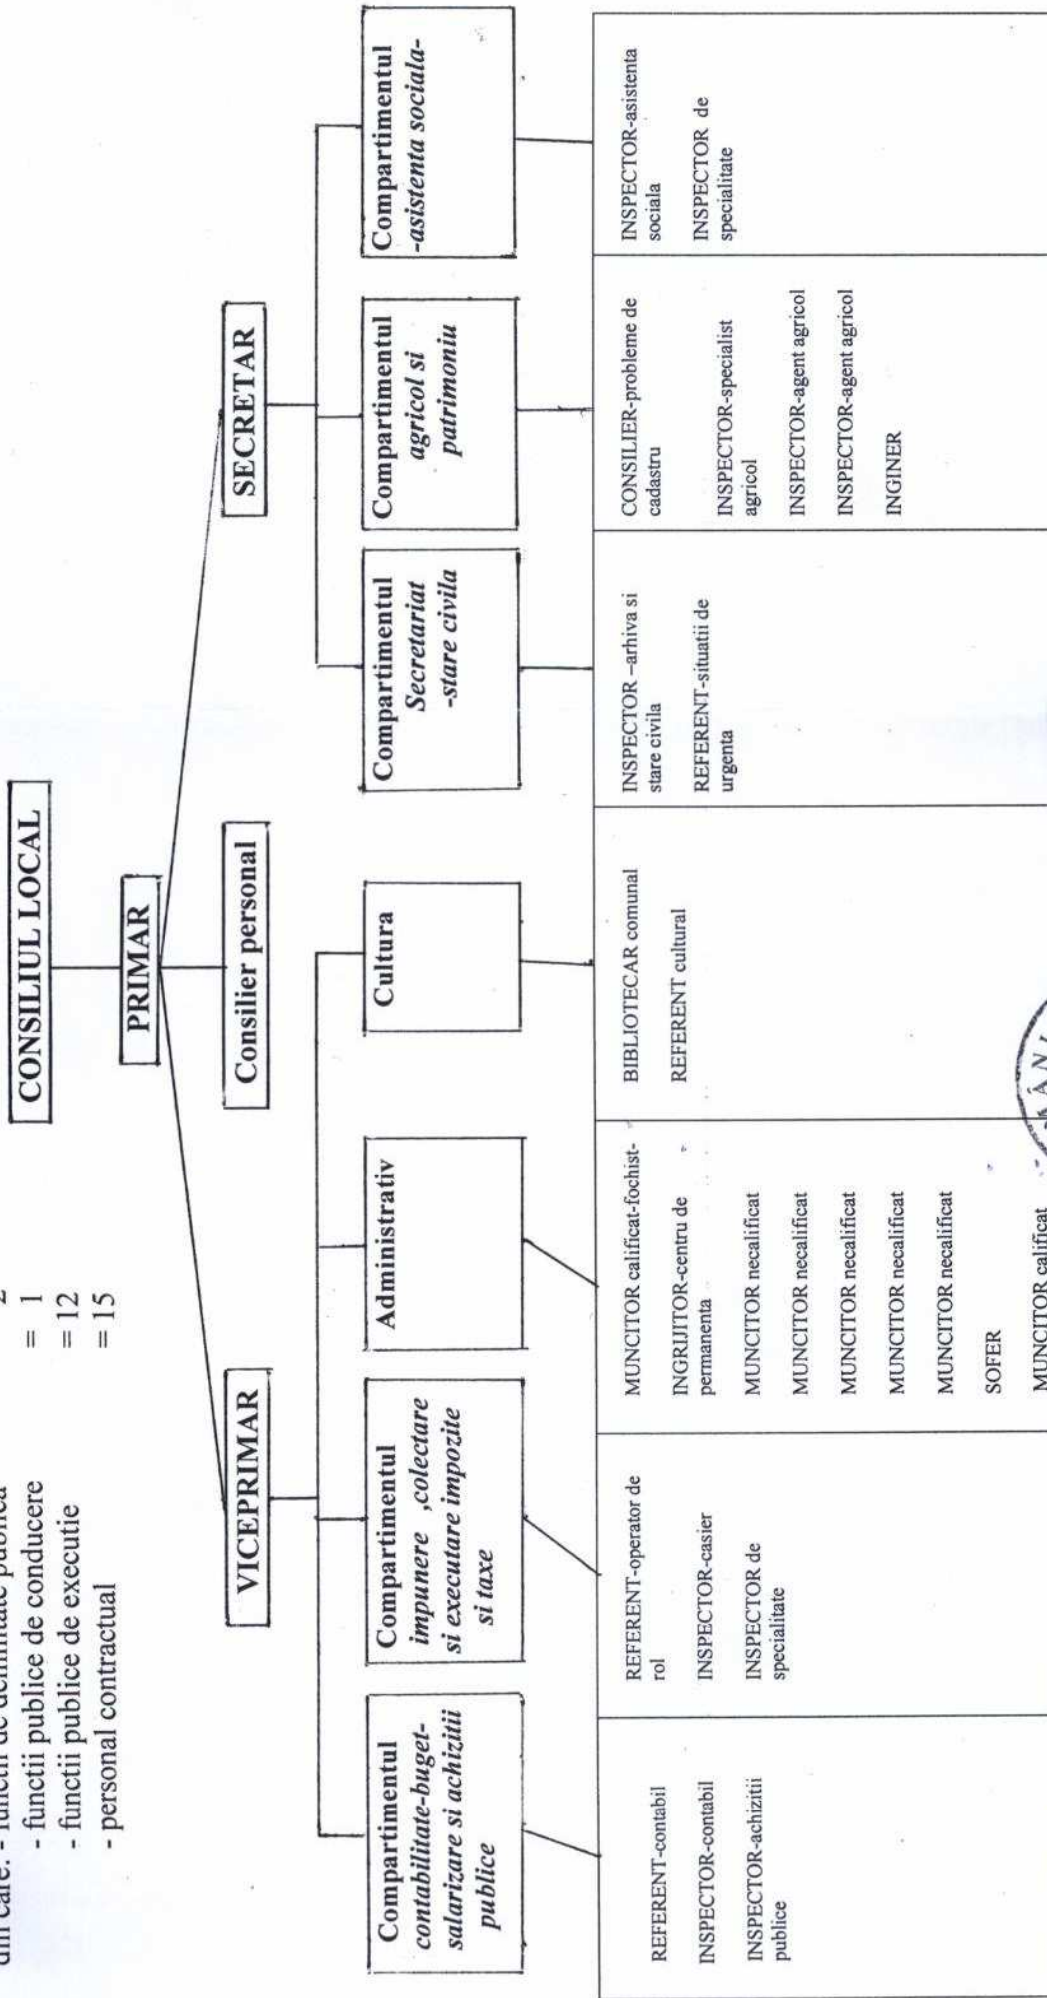 din care: - functii de demnitate publica 2
- functii publice de conducere = 1
- functii publice de executie = 12
- personal contractual = 15
CONSILIUL LOCAL
PRIMAR
VICEPRIMAR
Consilier personal
SECRETAR
Compartimentul
contabilitate-buget-
salarizare si achizitii
publice
Compartimentul
impunere ,colectare
si executare impozite
si taxe
Administrativ
Cultura
Compartimentul
Secretariat
-stare civila
Compartimentul
agricol si
patrimoniu
Compartimentul
-asistenta sociala-
REFERENT-contabil
INSPECTOR-contabil
INSPECTOR-achizitii
publice
REFERENT-operator de
rol
INSPECTOR-casier
INSPECTOR de
specialitate
MUNCITOR calificat-fochist-
INGRIJITOR-centru de
permanenta
MUNCITOR necalificat
MUNCITOR necalificat
MUNCITOR necalificat
MUNCITOR necalificat
MUNCITOR necalificat
SOFER
MUNCITOR calificat
BIBLIOTECAR comunal
REFERENT cultural
INSPECTOR –arhiva si
stare civila
REFERENT-situatii de
urgenta
CONSILIER-probleme de
cadastru
INSPECTOR-specialist
agricol
INSPECTOR-agent agricol
INSPECTOR-agent agricol
INGINER
INSPECTOR-asistenta
sociala
INSPECTOR de
specialitate